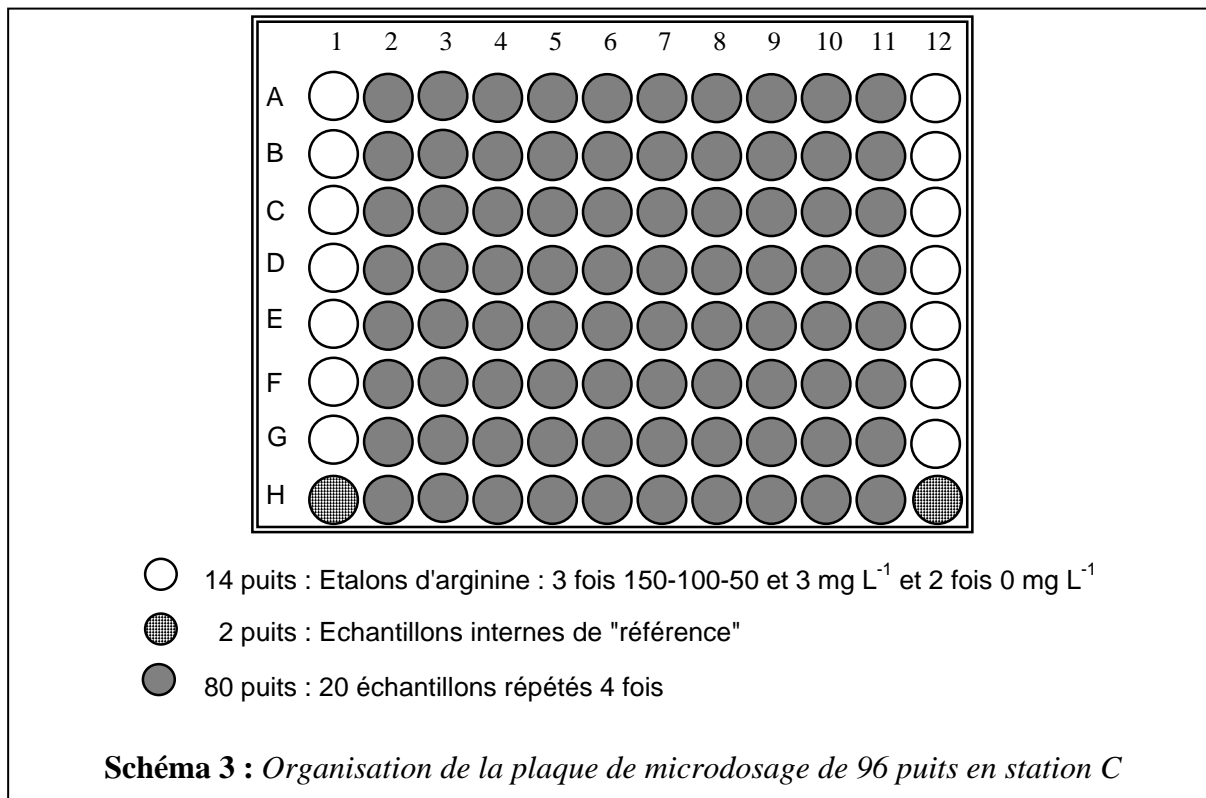 1 2 3 4 5 6 7 8 9 10 11 12
A
B
C
D
E
F
G
H
14 puits : Etalons d'arginine : 3 fois 150-100-50 et 3 mg L⁻¹ et 2 fois 0 mg L⁻¹
2 puits : Echantillons internes de "référence"
80 puits : 20 échantillons répétés 4 fois
Schéma 3 : Organisation de la plaque de microdosage de 96 puits en station C